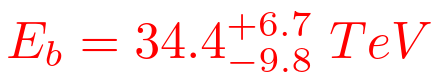 $E_b = 34.4^{+6.7}_{-9.8}\ TeV$